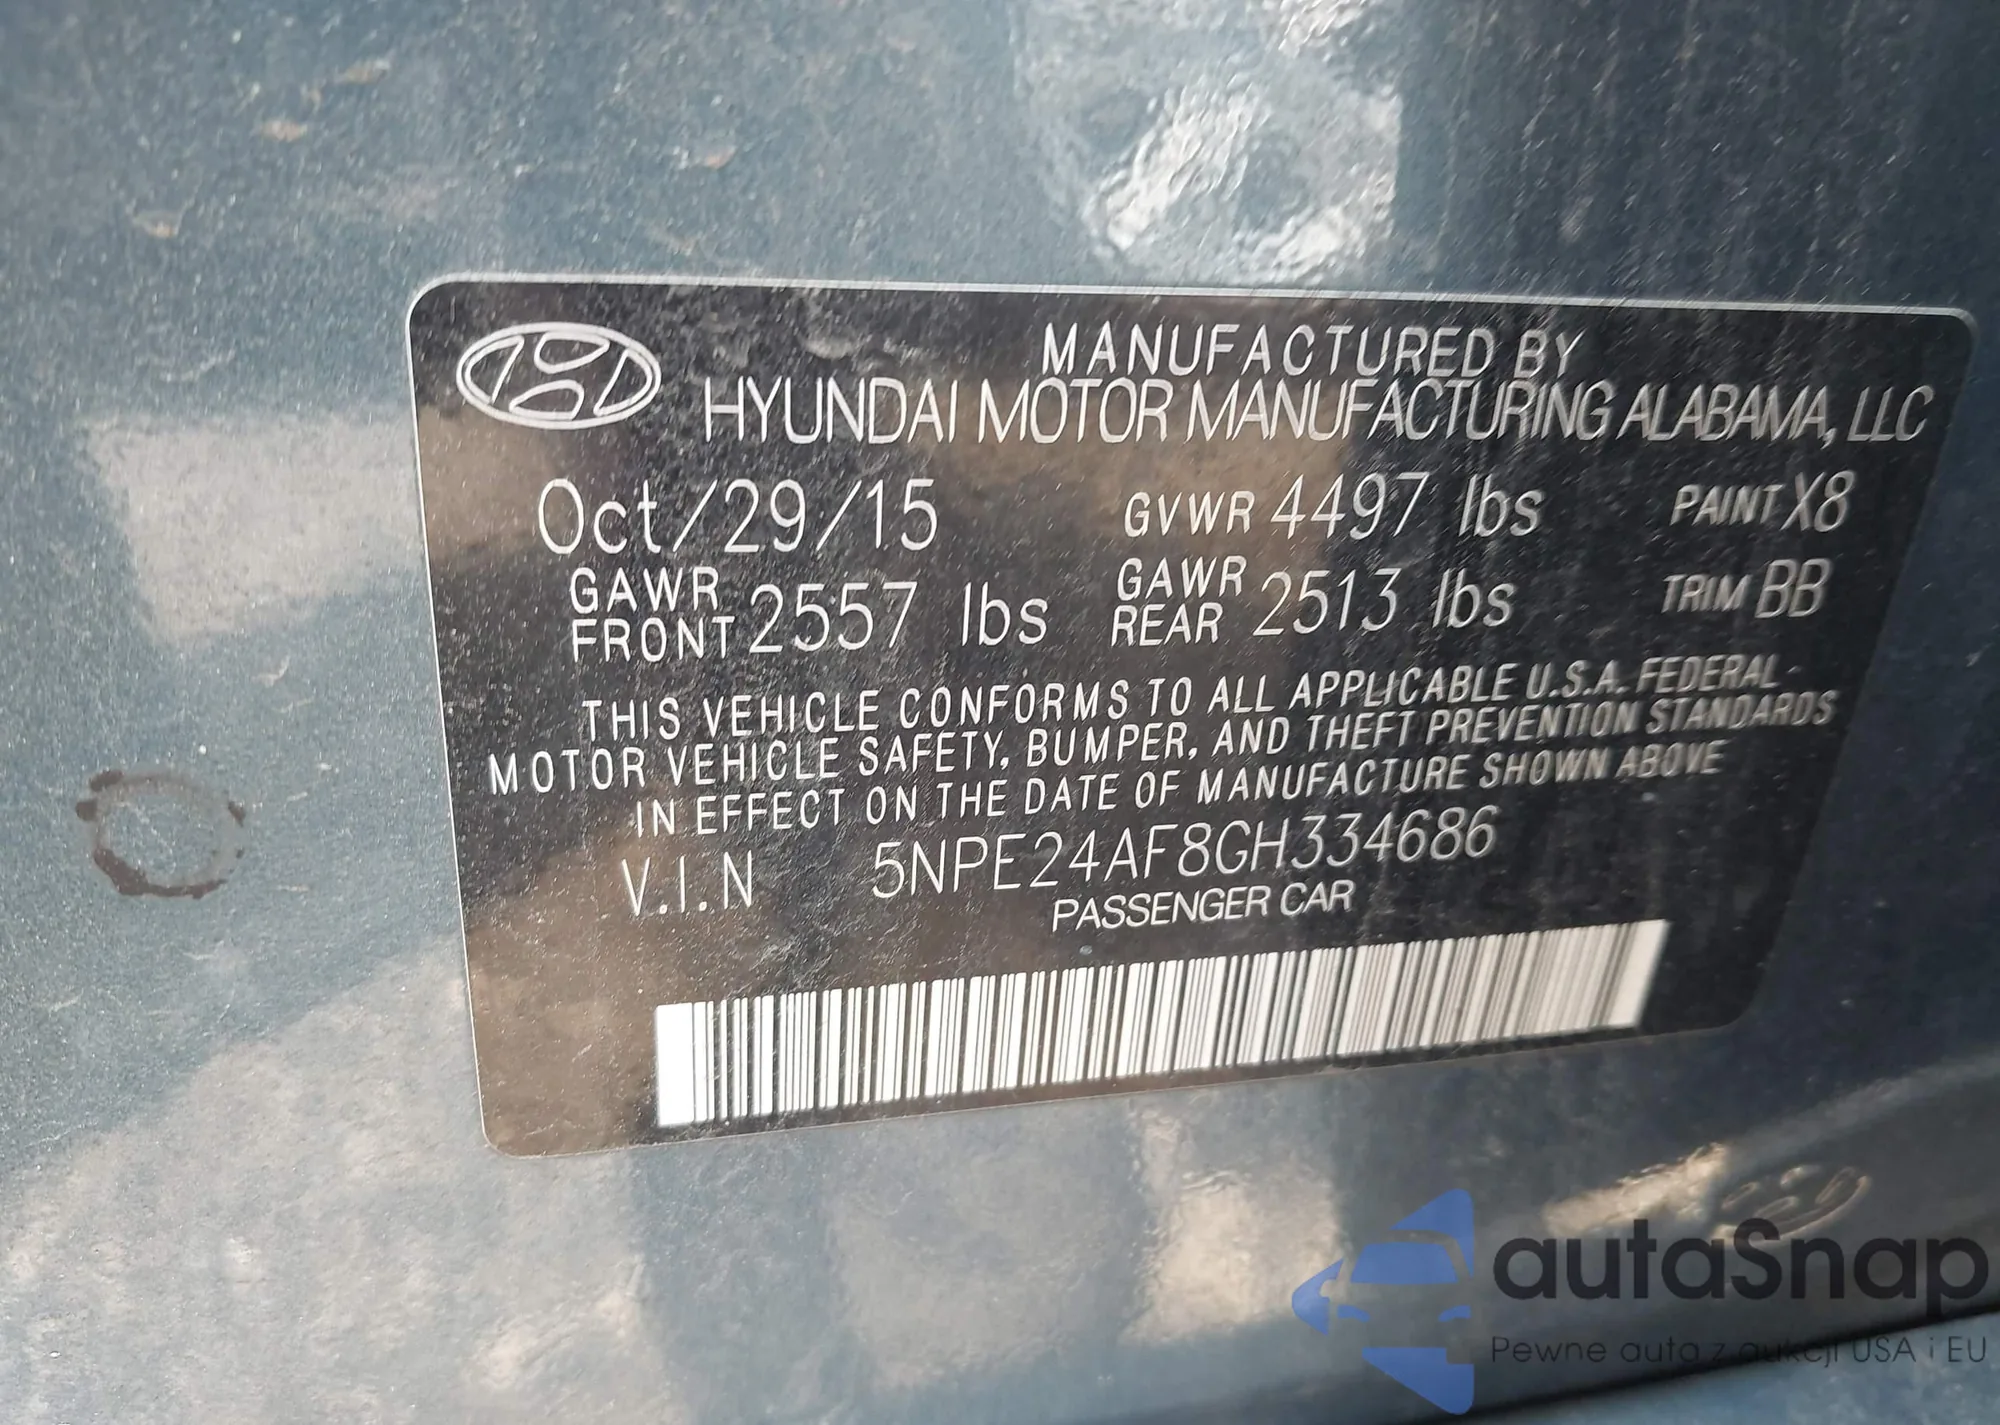 MANUFACTURED BY
HYUNDAI MOTOR MANUFACTURING ALABAMA, LLC
Oct/29/15 GVWR 4497 lbs PAINT X8
GAWR FRONT 2557 lbs GAWR REAR 2513 lbs TRIM BB
THIS VEHICLE CONFORMS TO ALL APPLICABLE U.S.A. FEDERAL
MOTOR VEHICLE SAFETY, BUMPER, AND THEFT PREVENTION STANDARDS
IN EFFECT ON THE DATE OF MANUFACTURE SHOWN ABOVE
V.I.N 5NPE24AF8GH334686
PASSENGER CAR
autaSnap
Pewne auta z aukcji USA i EU